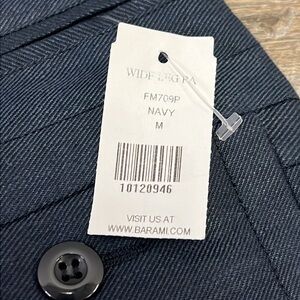 WIDE LEG PA
FM709P
NAVY
M
10120946
VISIT US AT
WWW.BARAMI.COM